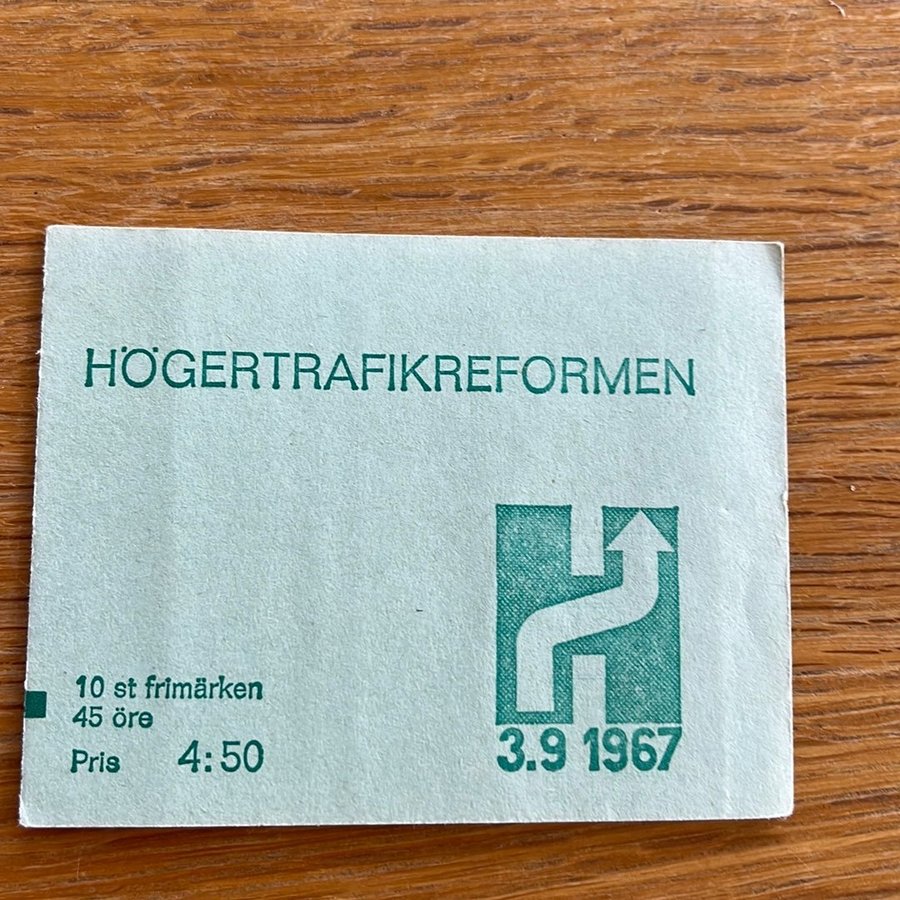 HÖGERTRAFIKREFORMEN
10 st frimärken
45 öre
Pris 4:50
H
3.9 1967